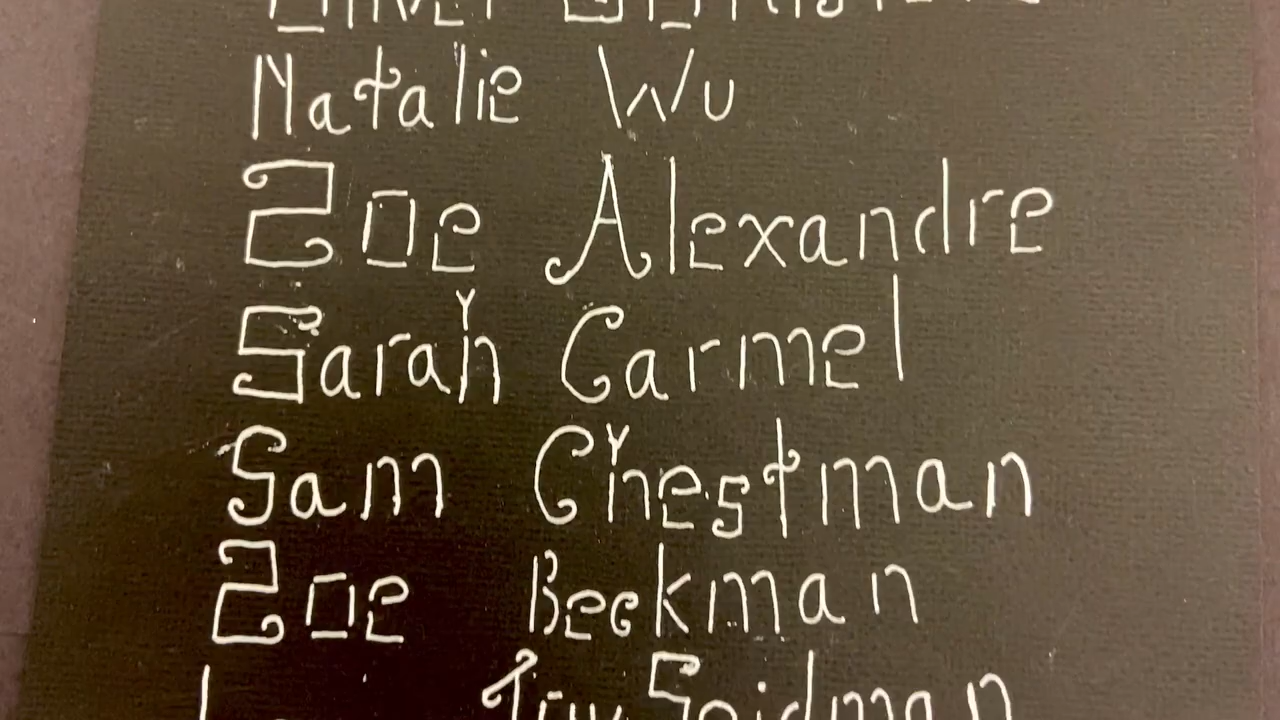 Natalie Wu
Zoe Alexandre
Sarah Carmel
Sam Chestman
Zoe Beckman